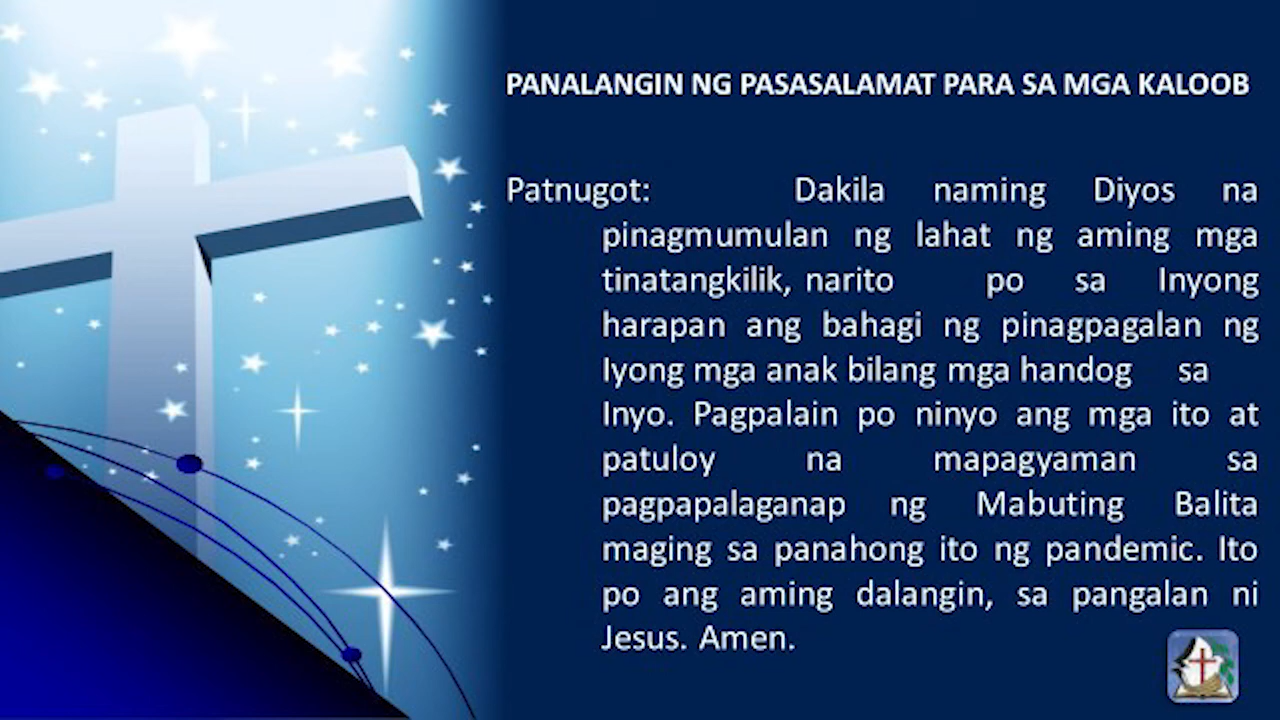 PANALANGIN NG PASASALAMAT PARA SA MGA KALOOB
Patnugot: Dakila naming Diyos na
pinagmumulan ng lahat ng aming mga
tinatangkilik, narito po sa Inyong
harapan ang bahagi ng pinagpagalan ng
Iyong mga anak bilang mga handog sa
Inyo. Pagpalain po ninyo ang mga ito at
patuloy na mapagyaman sa
pagpapalaganap ng Mabuting Balita
maging sa panahong ito ng pandemic. Ito
po ang aming dalangin, sa pangalan ni
Jesus. Amen.